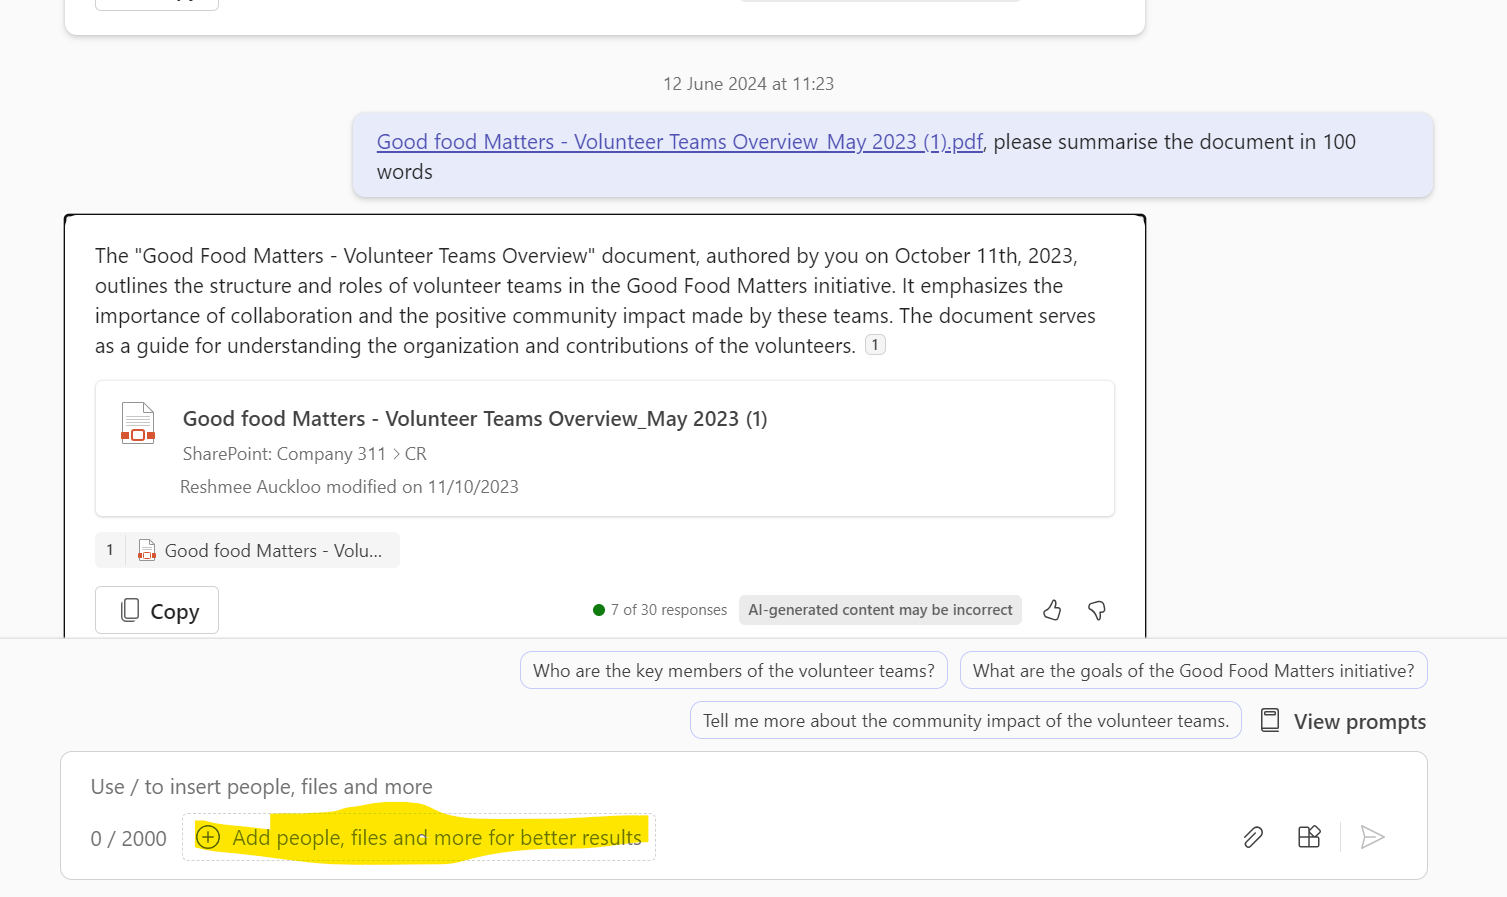 12 June 2024 at 11:23
Good food Matters - Volunteer Teams Overview_May 2023 (1).pdf, please summarise the document in 100
words
The "Good Food Matters - Volunteer Teams Overview" document, authored by you on October 11th, 2023,
outlines the structure and roles of volunteer teams in the Good Food Matters initiative. It emphasizes the
importance of collaboration and the positive community impact made by these teams. The document serves
as a guide for understanding the organization and contributions of the volunteers. 1
Good food Matters - Volunteer Teams Overview_May 2023 (1)
SharePoint: Company 311 > CR
Reshmee Auckloo modified on 11/10/2023
1 Good food Matters - Volu...
Copy
7 of 30 responses
AI-generated content may be incorrect
Who are the key members of the volunteer teams?
What are the goals of the Good Food Matters initiative?
Tell me more about the community impact of the volunteer teams.
View prompts
Use / to insert people, files and more
0 / 2000
Add people, files and more for better results